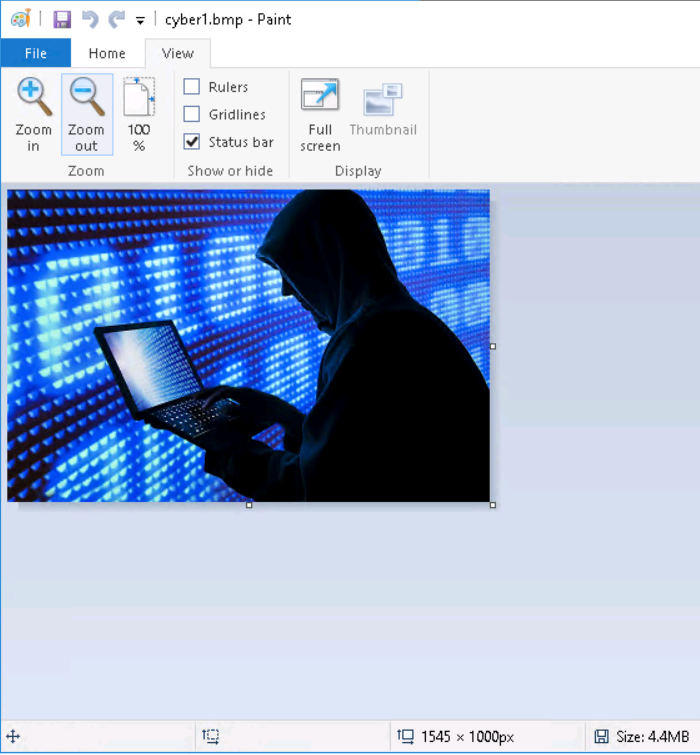 cyber1.bmp - Paint
File Home View
Zoom in
Zoom out
100 %
Rulers
Gridlines
Status bar
Full screen
Thumbnail
Zoom
Show or hide
Display
1545 × 1000px
Size: 4.4MB